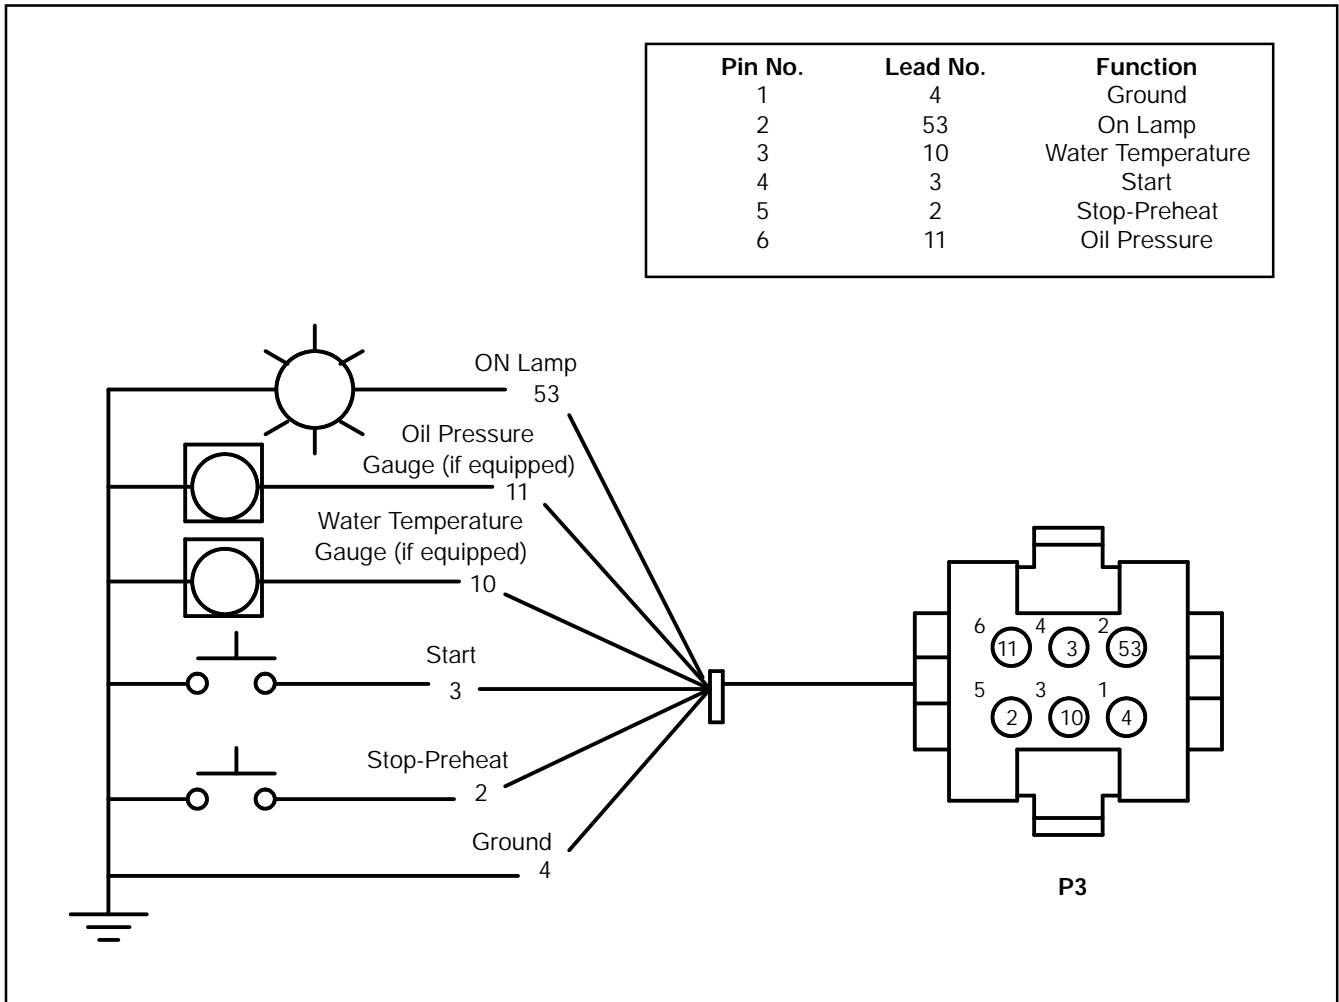 Pin No. Lead No. Function
1 4 Ground
2 53 On Lamp
3 10 Water Temperature
4 3 Start
5 2 Stop-Preheat
6 11 Oil Pressure
ON Lamp
53
Oil Pressure
Gauge (if equipped)
11
Water Temperature
Gauge (if equipped)
10
Start
3
Stop-Preheat
2
Ground
4
6 4 2
11 3 53
5 3 1
2 10 4
P3